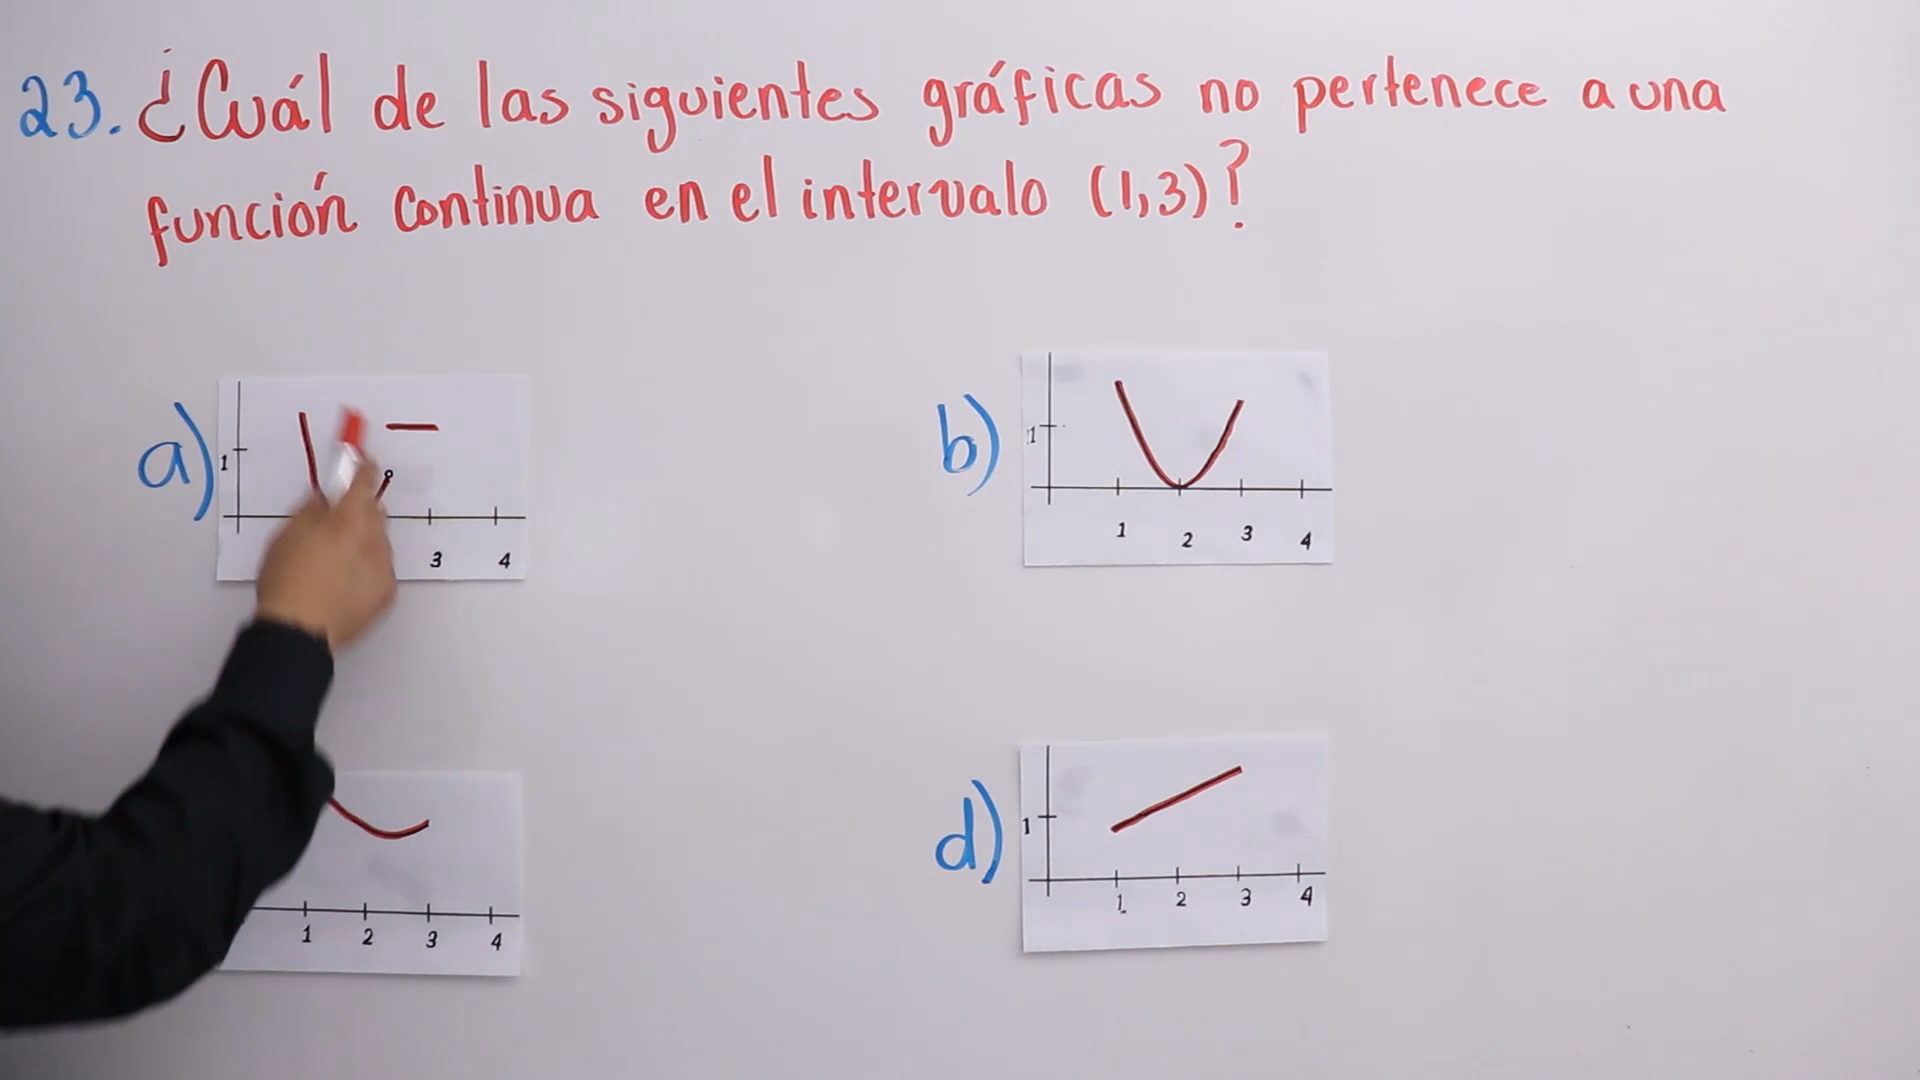 23. ¿Cuál de las siguientes gráficas no pertenece a una
función continua en el intervalo (1,3)?
a)
1
3 4
b)
1
1 2 3 4
1 2 3 4
d)
1
1 2 3 4